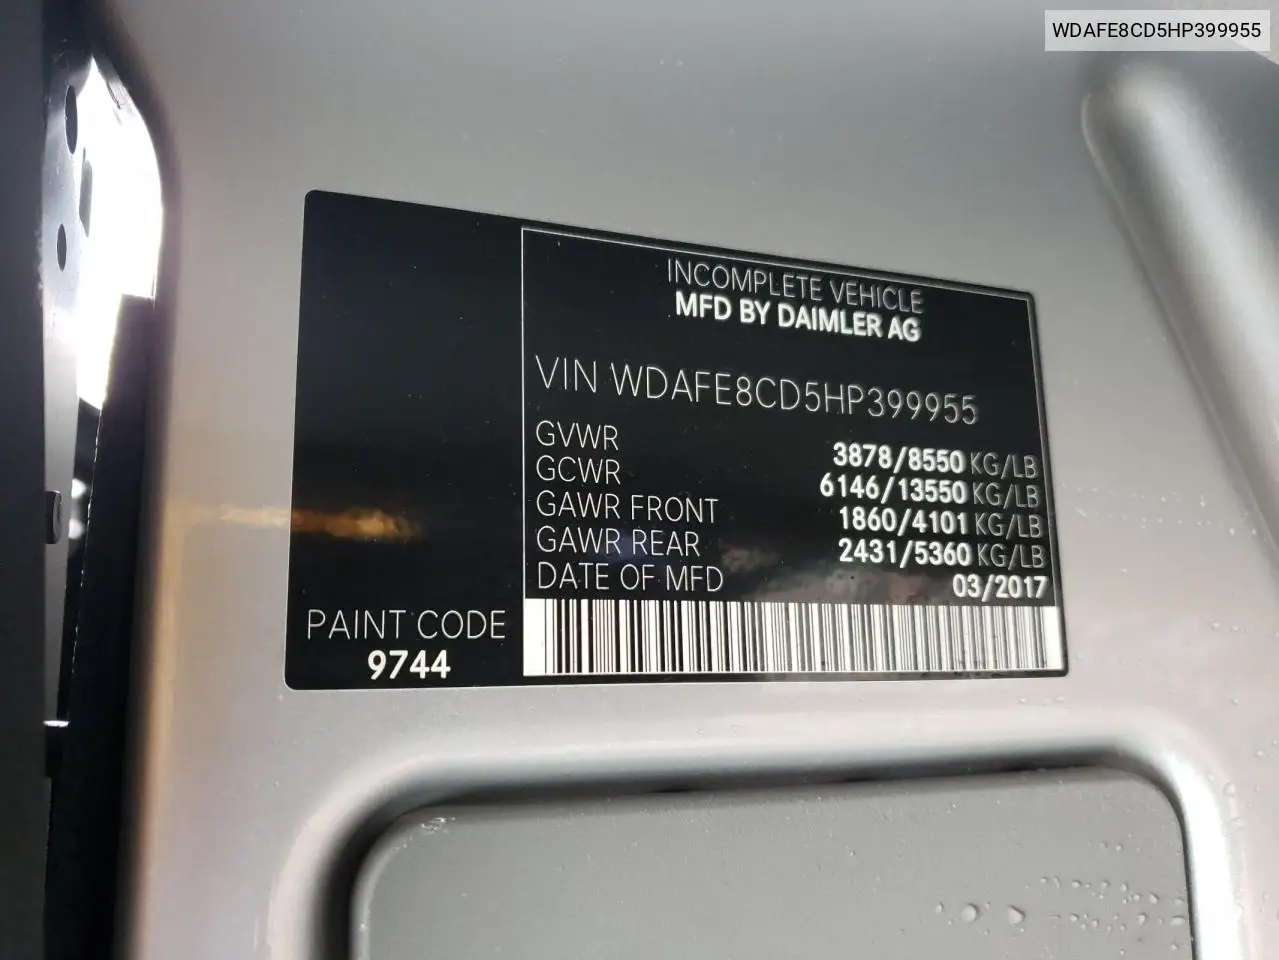 WDAFE8CD5HP399955
INCOMPLETE VEHICLE
MFD BY DAIMLER AG
VIN WDAFE8CD5HP399955
GVWR 3878/8550 KG/LB
GCWR 6146/13550 KG/LB
GAWR FRONT 1860/4101 KG/LB
GAWR REAR 2431/5360 KG/LB
DATE OF MFD 03/2017
PAINT CODE
9744